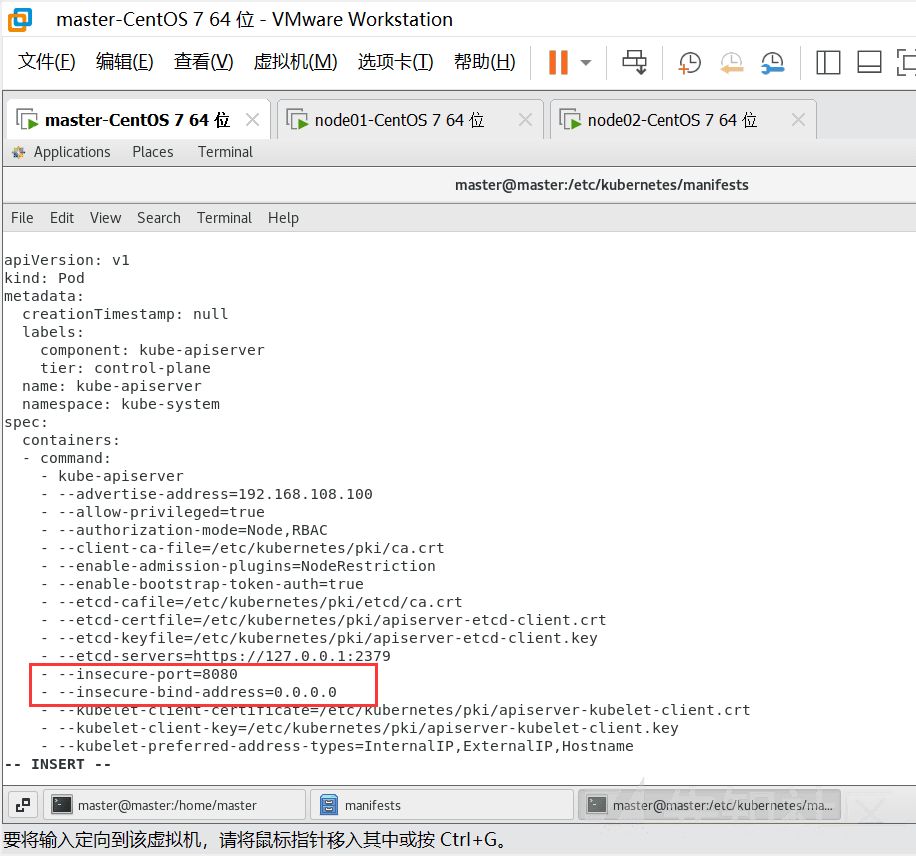 master-CentOS 7 64 位 - VMware Workstation
文件(F) 编辑(E) 查看(V) 虚拟机(M) 选项卡(T) 帮助(H)
master-CentOS 7 64 位 node01-CentOS 7 64 位 node02-CentOS 7 64 位
Applications Places Terminal
master@master:/etc/kubernetes/manifests
File Edit View Search Terminal Help
apiVersion: v1
kind: Pod
metadata:
  creationTimestamp: null
  labels:
    component: kube-apiserver
    tier: control-plane
  name: kube-apiserver
  namespace: kube-system
spec:
  containers:
  - command:
    - kube-apiserver
    - --advertise-address=192.168.108.100
    - --allow-privileged=true
    - --authorization-mode=Node,RBAC
    - --client-ca-file=/etc/kubernetes/pki/ca.crt
    - --enable-admission-plugins=NodeRestriction
    - --enable-bootstrap-token-auth=true
    - --etcd-cafile=/etc/kubernetes/pki/etcd/ca.crt
    - --etcd-certfile=/etc/kubernetes/pki/apiserver-etcd-client.crt
    - --etcd-keyfile=/etc/kubernetes/pki/apiserver-etcd-client.key
    - --etcd-servers=https://127.0.0.1:2379
    - --insecure-port=8080
    - --insecure-bind-address=0.0.0.0
    - --kubelet-client-certificate=/etc/kubernetes/pki/apiserver-kubelet-client.crt
    - --kubelet-client-key=/etc/kubernetes/pki/apiserver-kubelet-client.key
    - --kubelet-preferred-address-types=InternalIP,ExternalIP,Hostname
-- INSERT --
master@master:/home/master manifests master@master:/etc/kubernetes/ma...
要将输入定向到该虚拟机，请将鼠标指针移入其中或按 Ctrl+G。